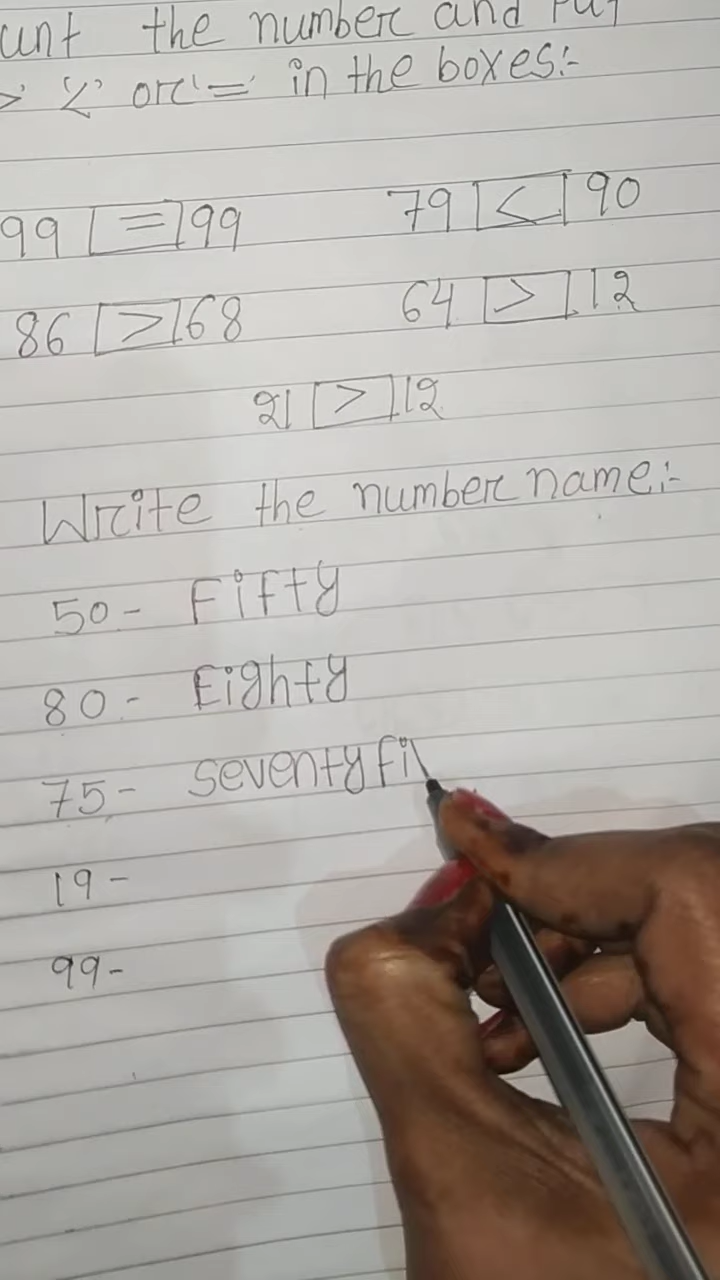 the number and Put
'<' or '=' in the boxes:-
99 = 99 79 < 90
86 > 68 64 > 12
21 > 12
Write the number name:-
50- Fifty
80- Eighty
75- Seventy fi
19-
99-